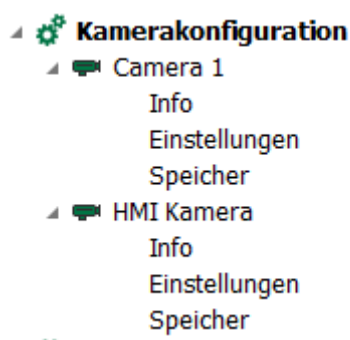 Kamerakonfiguration
Camera 1
Info
Einstellungen
Speicher
HMI Kamera
Info
Einstellungen
Speicher